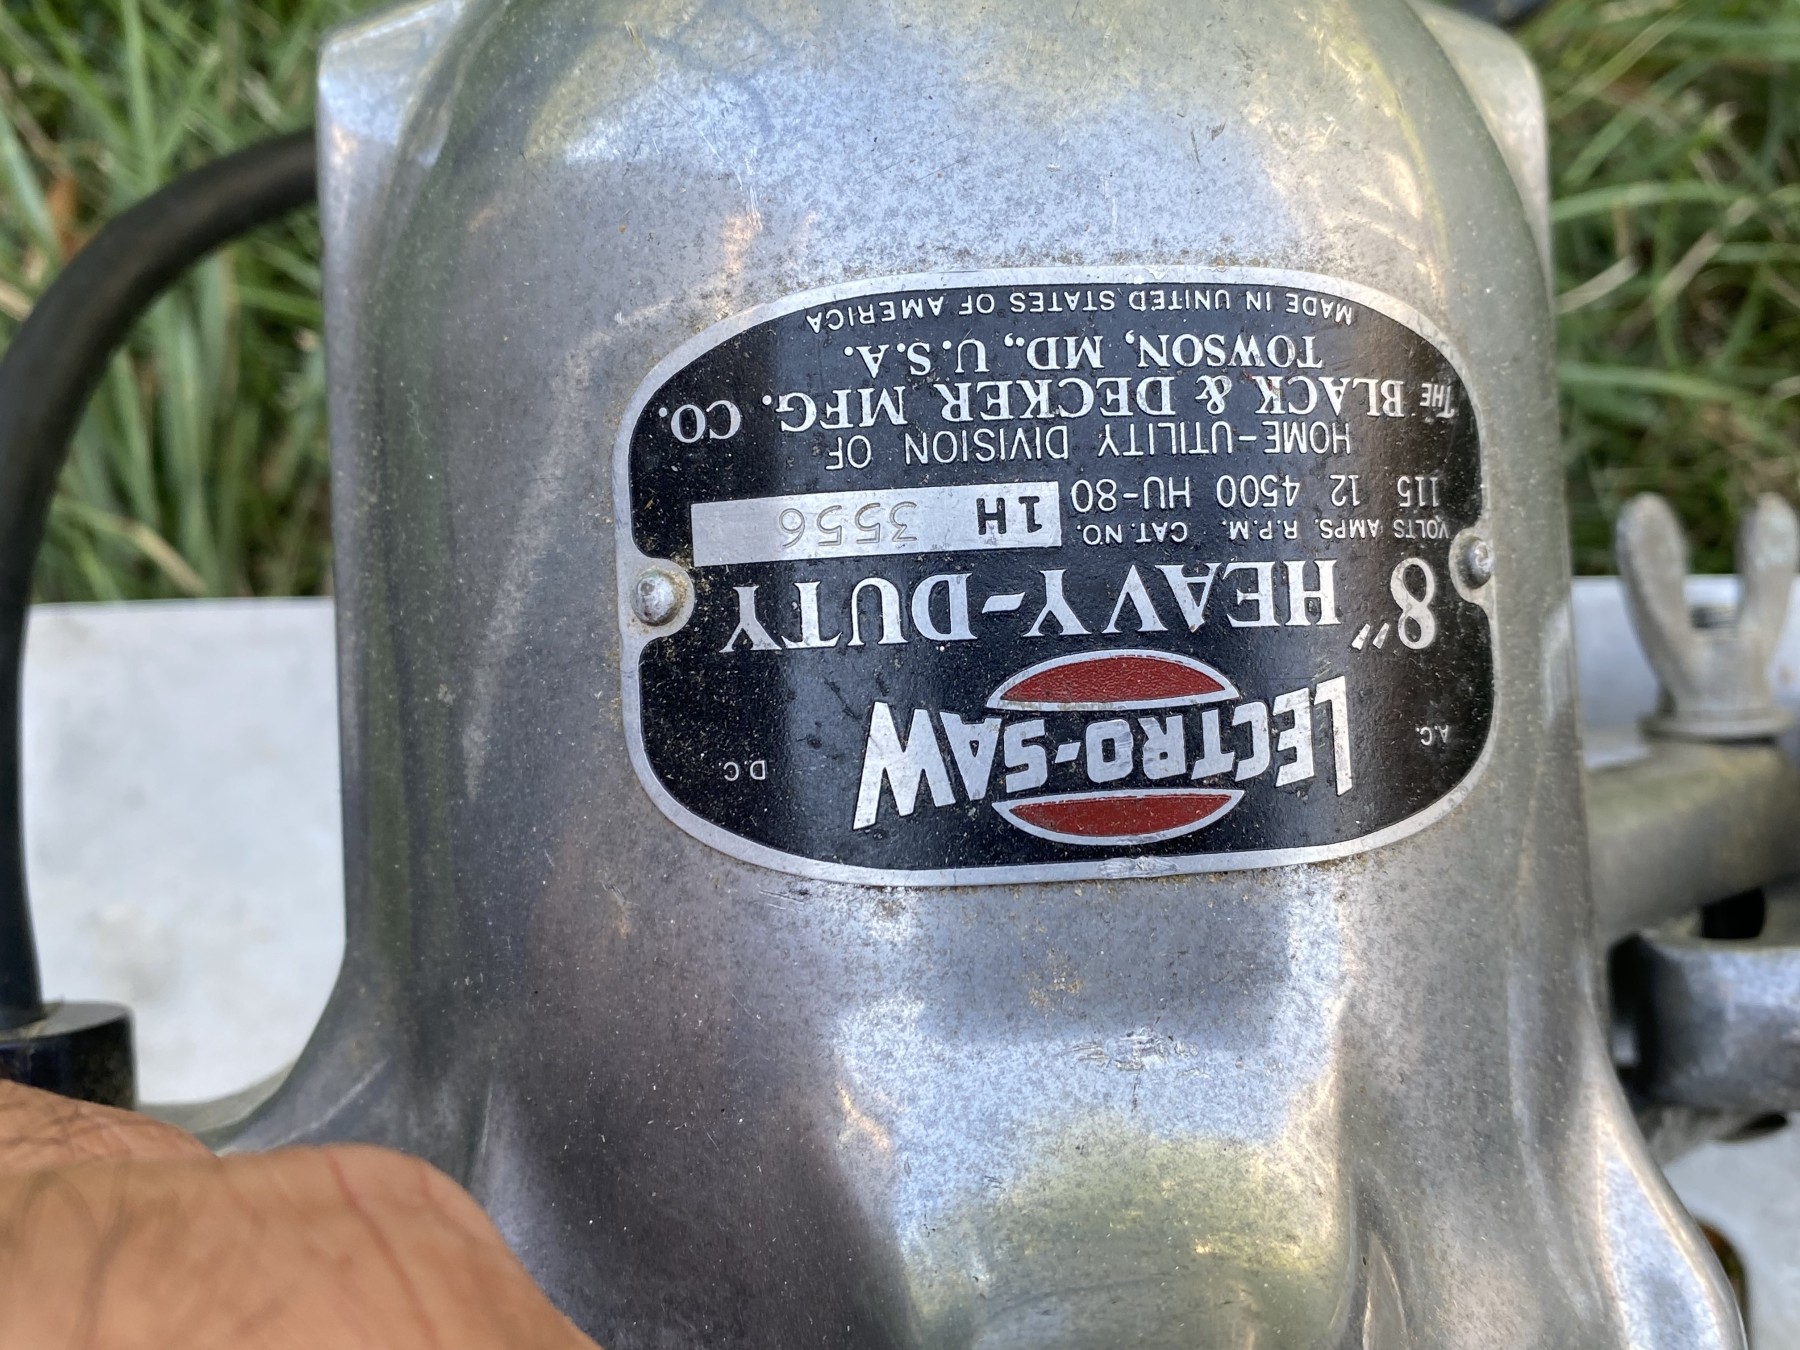 LECTRO-SAW
A.C. D.C.
8" HEAVY-DUTY
VOLTS AMPS. R.P.M. CAT. NO.
115 12 4500 HU-80 1H 3556
HOME-UTILITY DIVISION OF
THE BLACK & DECKER MFG. CO.
TOWSON, MD., U.S.A.
MADE IN UNITED STATES OF AMERICA